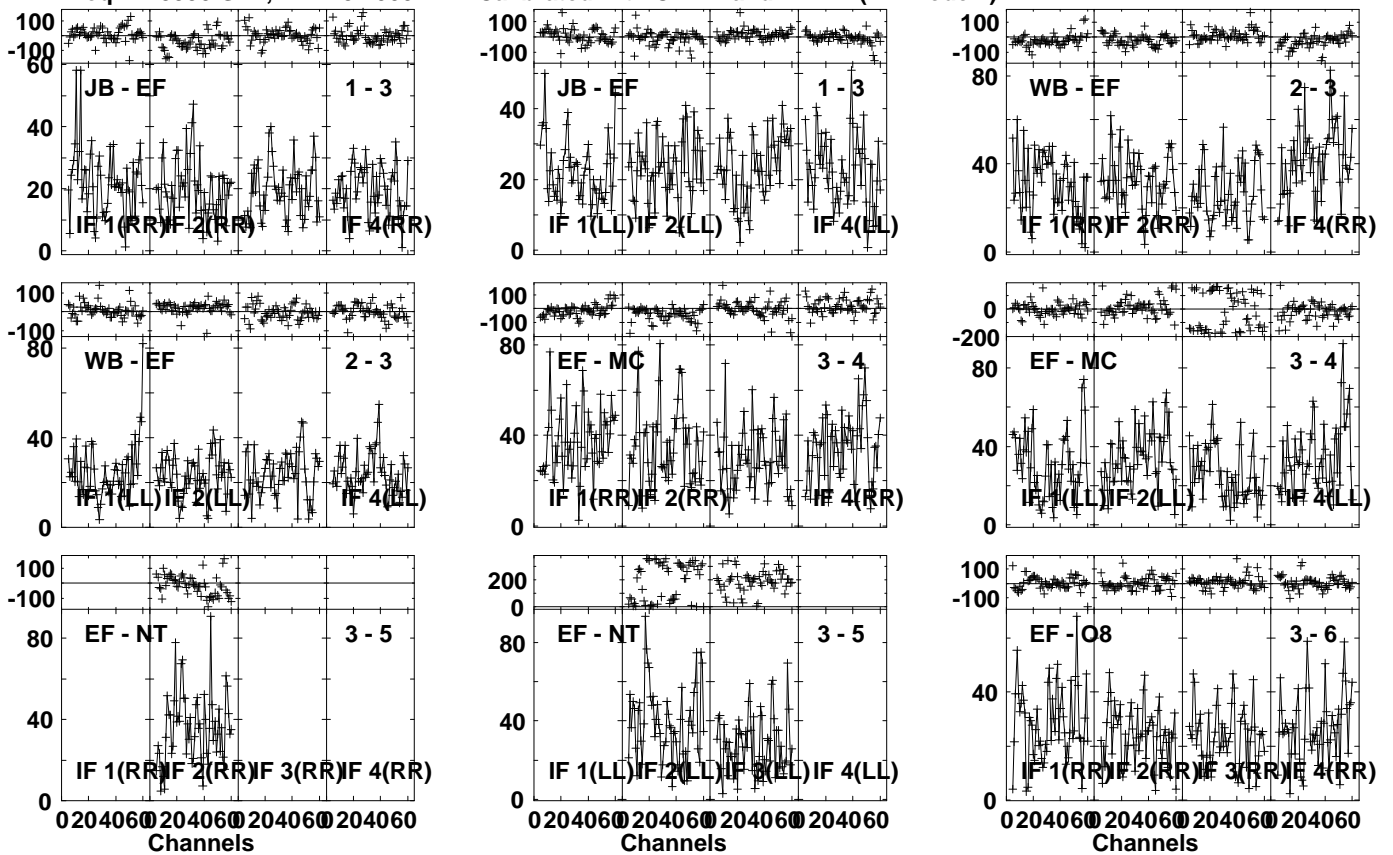 100
-100
60
JB - EF
1 - 3
40
20
0
IF 1(RR)
IF 2(RR)
IF 4(RR)
100
-100
JB - EF
1 - 3
40
20
0
IF 1(LL)
IF 2(LL)
IF 4(LL)
100
-100
80
WB - EF
2 - 3
40
0
IF 1(RR)
IF 2(RR)
IF 4(RR)
100
-100
80
WB - EF
2 - 3
40
0
IF 1(LL)
IF 2(LL)
IF 4(LL)
100
-100
80
EF - MC
3 - 4
40
0
IF 1(RR)
IF 2(RR)
IF 4(RR)
0
-200
80
EF - MC
3 - 4
40
0
IF 1(LL)
IF 2(LL)
IF 4(LL)
100
-100
80
EF - NT
3 - 5
40
0
IF 1(RR)
IF 2(RR)
IF 3(RR)
IF 4(RR)
0 20 40 60 0 20 40 60 0 20 40 60 0 20 40 60
Channels
200
0
80
EF - NT
3 - 5
40
0
IF 1(LL)
IF 2(LL)
IF 3(LL)
IF 4(LL)
0 20 40 60 0 20 40 60 0 20 40 60 0 20 40 60
Channels
100
-100
EF - O8
3 - 6
40
0
IF 1(RR)
IF 2(RR)
IF 3(RR)
IF 4(RR)
0 20 40 60 0 20 40 60 0 20 40 60 0 20 40 60
Channels